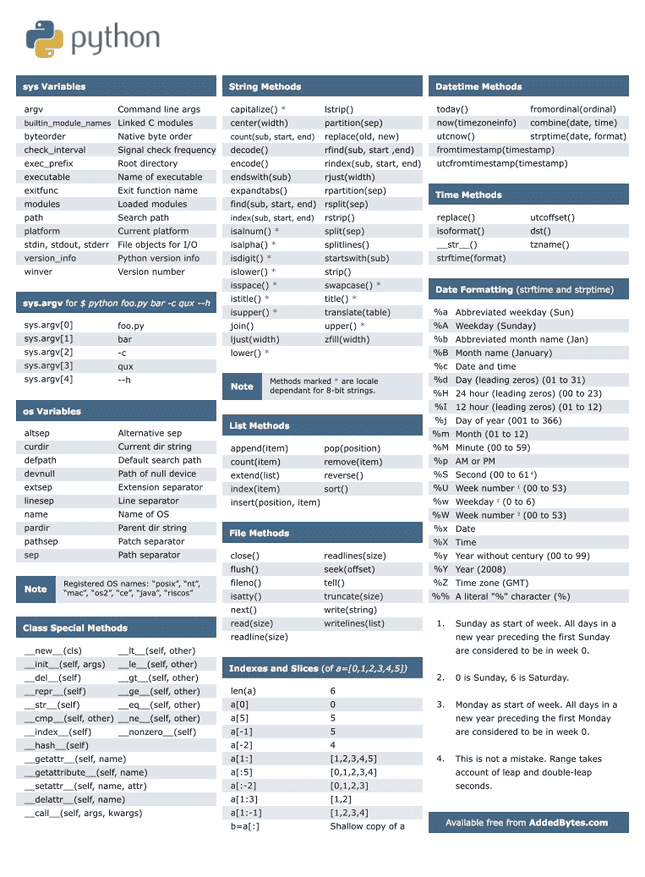 python
sys Variables
argv Command line args
builtin_module_names Linked C modules
byteorder Native byte order
check_interval Signal check frequency
exec_prefix Root directory
executable Name of executable
exitfunc Exit function name
modules Loaded modules
path Search path
platform Current platform
stdin, stdout, stderr File objects for I/O
version_info Python version info
winver Version number
sys.argv for $ python foo.py bar -c qux --h
sys.argv[0] foo.py
sys.argv[1] bar
sys.argv[2] -c
sys.argv[3] qux
sys.argv[4] --h
os Variables
altsep Alternative sep
curdir Current dir string
defpath Default search path
devnull Path of null device
extsep Extension separator
linesep Line separator
name Name of OS
pardir Parent dir string
pathsep Patch separator
sep Path separator
Note
Registered OS names: "posix", "nt",
"mac", "os2", "ce", "java", "riscos"
Class Special Methods
__new__(cls) __lt__(self, other)
__init__(self, args) __le__(self, other)
__del__(self) __gt__(self, other)
__repr__(self) __ge__(self, other)
__str__(self) __eq__(self, other)
__cmp__(self, other) __ne__(self, other)
__index__(self) __nonzero__(self)
__hash__(self)
__getattr__(self, name)
__getattribute__(self, name)
__setattr__(self, name, attr)
__delattr__(self, name)
__call__(self, args, kwargs)
String Methods
capitalize() * lstrip()
center(width) partition(sep)
count(sub, start, end) replace(old, new)
decode() rfind(sub, start ,end)
encode() rindex(sub, start, end)
endswith(sub) rjust(width)
expandtabs() rpartition(sep)
find(sub, start, end) rsplit(sep)
index(sub, start, end) rstrip()
isalnum() * split(sep)
isalpha() * splitlines()
isdigit() * startswith(sub)
islower() * strip()
isspace() * swapcase() *
istitle() * title() *
isupper() * translate(table)
join() upper() *
ljust(width) zfill(width)
lower() *
Note
Methods marked * are locale
dependant for 8-bit strings.
List Methods
append(item) pop(position)
count(item) remove(item)
extend(list) reverse()
index(item) sort()
insert(position, item)
File Methods
close() readlines(size)
flush() seek(offset)
fileno() tell()
isatty() truncate(size)
next() write(string)
read(size) writelines(list)
readline(size)
Indexes and Slices (of a=[0,1,2,3,4,5])
len(a) 6
a[0] 0
a[5] 5
a[-1] 5
a[-2] 4
a[1:] [1,2,3,4,5]
a[:5] [0,1,2,3,4]
a[:-2] [0,1,2,3]
a[1:3] [1,2]
a[1:-1] [1,2,3,4]
b=a[:] Shallow copy of a
Datetime Methods
today() fromordinal(ordinal)
now(timezoneinfo) combine(date, time)
utcnow() strptime(date, format)
fromtimestamp(timestamp)
utcfromtimestamp(timestamp)
Time Methods
replace() utcoffset()
isoformat() dst()
__str__() tzname()
strftime(format)
Date Formatting (strftime and strptime)
%a Abbreviated weekday (Sun)
%A Weekday (Sunday)
%b Abbreviated month name (Jan)
%B Month name (January)
%c Date and time
%d Day (leading zeros) (01 to 31)
%H 24 hour (leading zeros) (00 to 23)
%I 12 hour (leading zeros) (01 to 12)
%j Day of year (001 to 366)
%m Month (01 to 12)
%M Minute (00 to 59)
%p AM or PM
%S Second (00 to 61⁴)
%U Week number ¹ (00 to 53)
%w Weekday ² (0 to 6)
%W Week number ³ (00 to 53)
%x Date
%X Time
%y Year without century (00 to 99)
%Y Year (2008)
%Z Time zone (GMT)
%% A literal "%" character (%)
1. Sunday as start of week. All days in a
new year preceding the first Sunday
are considered to be in week 0.
2. 0 is Sunday, 6 is Saturday.
3. Monday as start of week. All days in a
new year preceding the first Monday
are considered to be in week 0.
4. This is not a mistake. Range takes
account of leap and double-leap
seconds.
Available free from AddedBytes.com